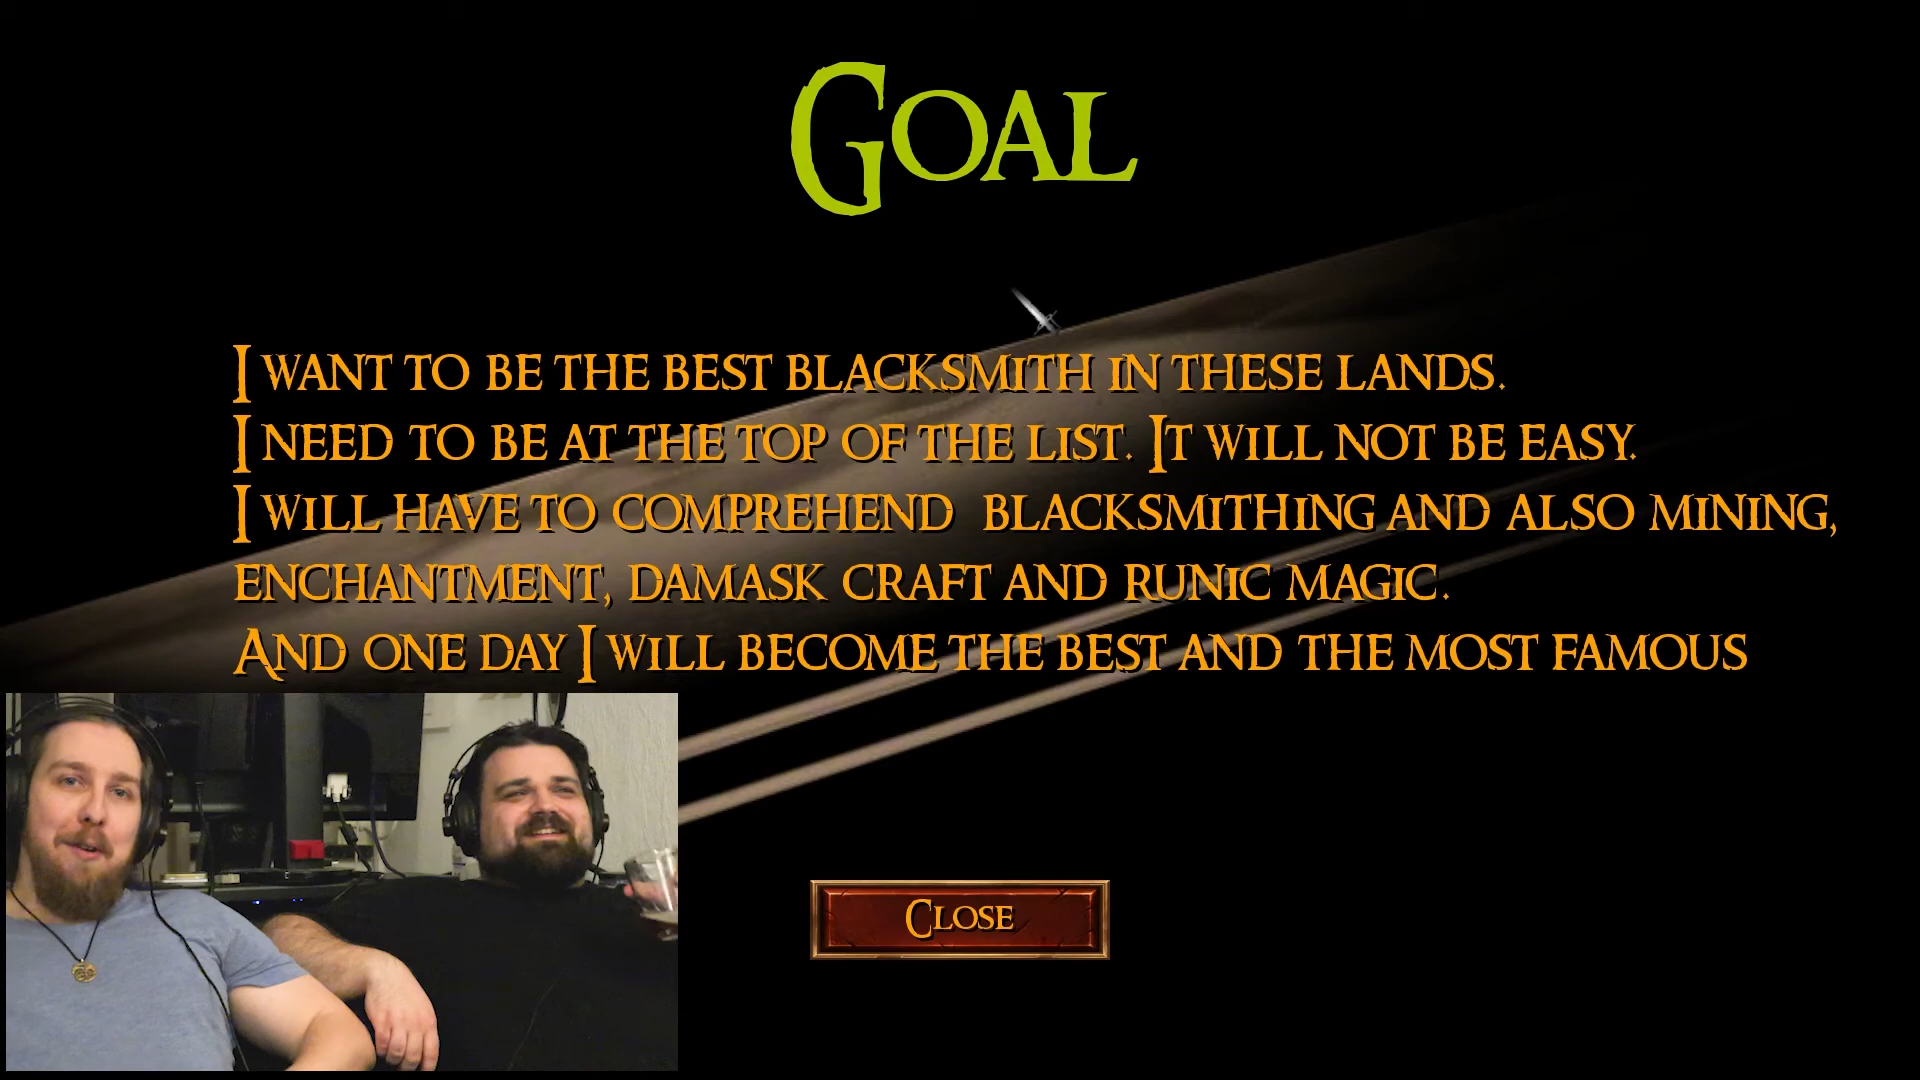 Goal
I want to be the best blacksmith in these lands.
I need to be at the top of the list. It will not be easy.
I will have to comprehend  blacksmithing and also mining,
enchantment, damask craft and runic magic.
And one day I will become the best and the most famous
Close